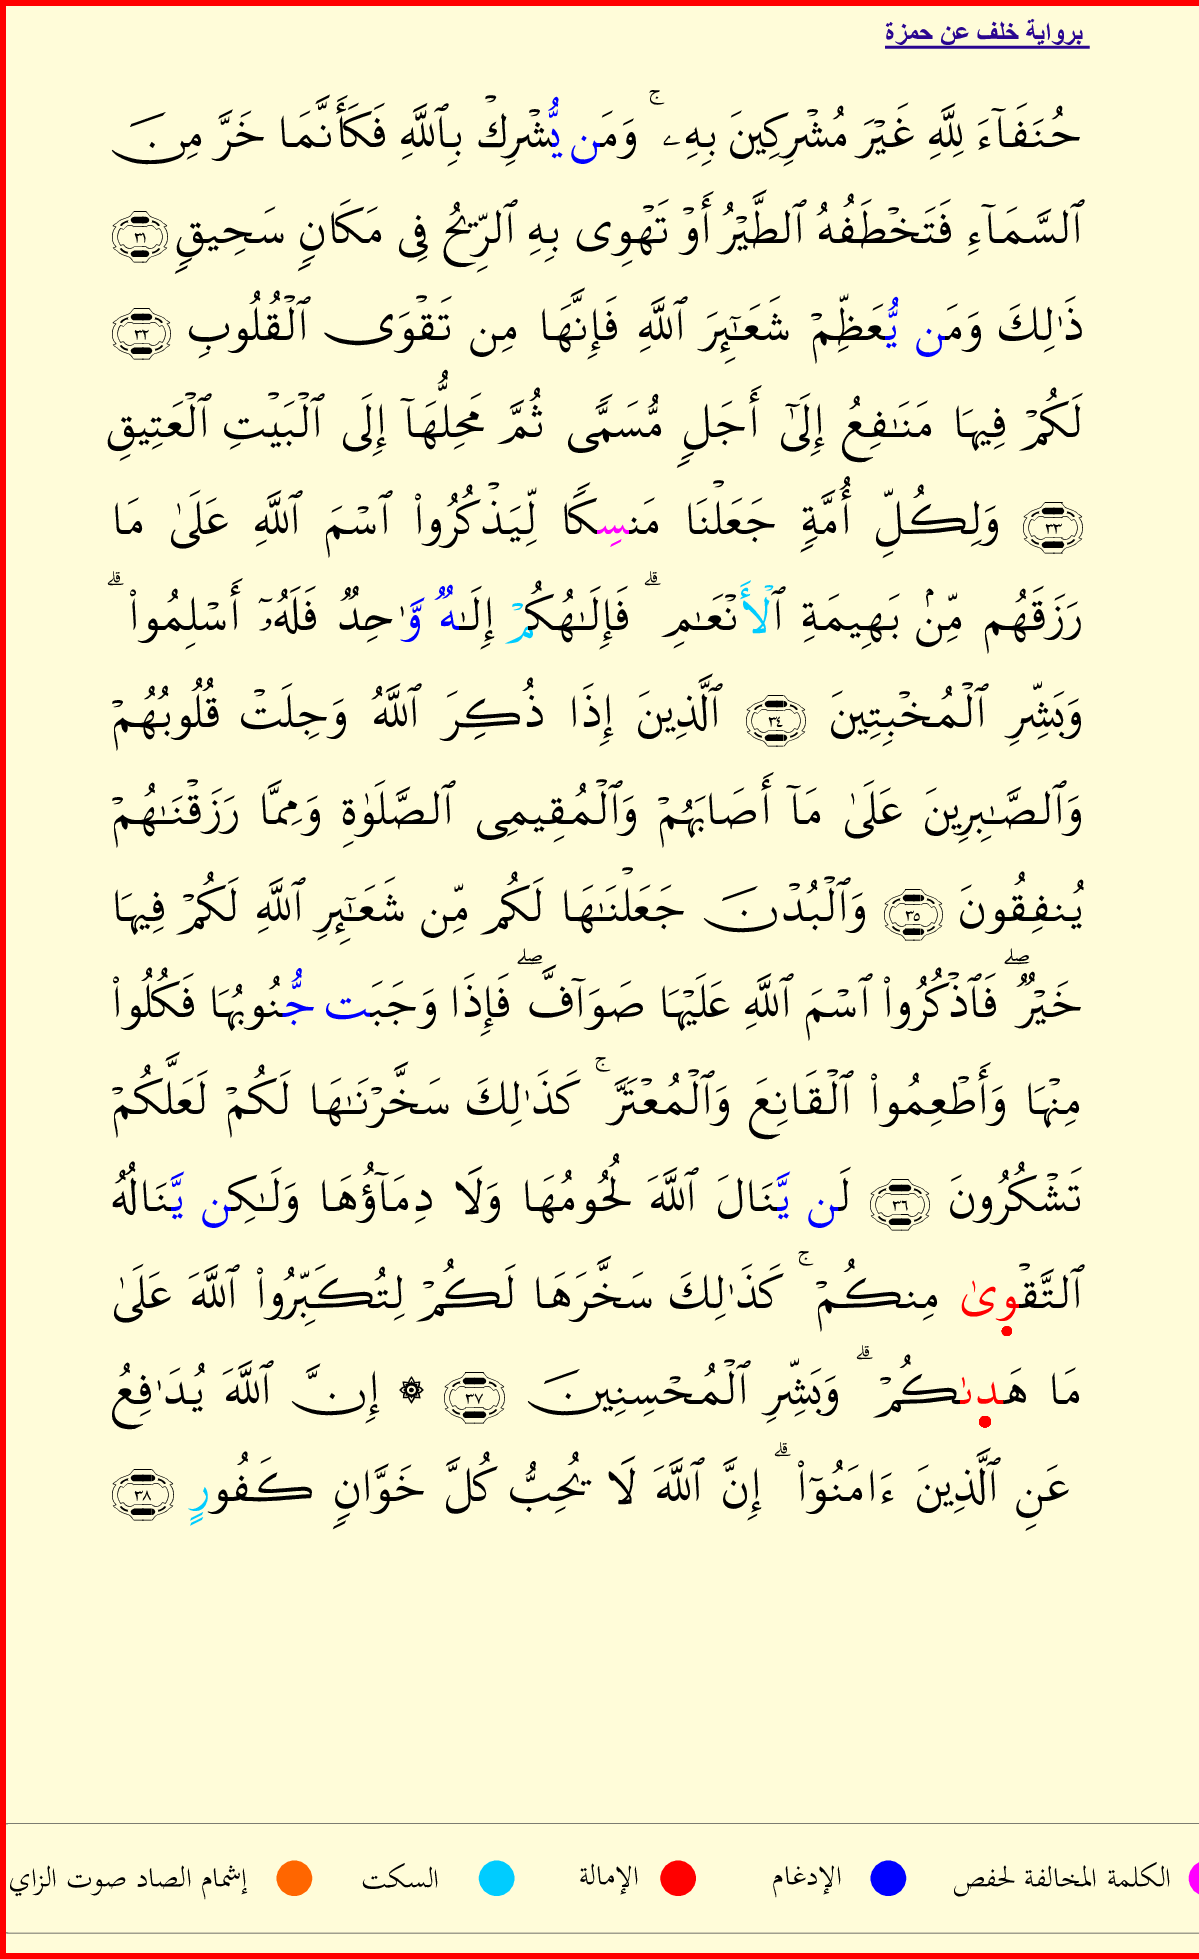 برواية خلف عن حمزة
حُنَفَآءَ لِلَّهِ غَيْرَ مُشْرِكِينَ بِهِۦ ۚ وَمَن يُّشْرِكْ بِٱللَّهِ فَكَأَنَّمَا خَرَّ مِنَ
ٱلسَّمَآءِ فَتَخْطَفُهُ ٱلطَّيْرُ أَوْ تَهْوِى بِهِ ٱلرِّيحُ فِى مَكَانٍ سَحِيقٍ ٣١
ذَٰلِكَ وَمَن يُّعَظِّمْ شَعَـٰٓئِرَ ٱللَّهِ فَإِنَّهَا مِن تَقْوَى ٱلْقُلُوبِ ٣٢
لَكُمْ فِيهَا مَنَـٰفِعُ إِلَىٰٓ أَجَلٍ مُّسَمًّى ثُمَّ مَحِلُّهَآ إِلَى ٱلْبَيْتِ ٱلْعَتِيقِ
٣٣ وَلِكُلِّ أُمَّةٍ جَعَلْنَا مَنسِكًا لِّيَذْكُرُوا۟ ٱسْمَ ٱللَّهِ عَلَىٰ مَا
رَزَقَهُم مِّنۢ بَهِيمَةِ ٱلْأَنْعَـٰمِ ۗ فَإِلَـٰهُكُمْ إِلَـٰهٌ وَّٰحِدٌ فَلَهُۥٓ أَسْلِمُوا۟ ۗ
وَبَشِّرِ ٱلْمُخْبِتِينَ ٣٤ ٱلَّذِينَ إِذَا ذُكِرَ ٱللَّهُ وَجِلَتْ قُلُوبُهُمْ
وَٱلصَّـٰبِرِينَ عَلَىٰ مَآ أَصَابَهُمْ وَٱلْمُقِيمِى ٱلصَّلَوٰةِ وَمِمَّا رَزَقْنَـٰهُمْ
يُنفِقُونَ ٣٥ وَٱلْبُدْنَ جَعَلْنَـٰهَا لَكُم مِّن شَعَـٰٓئِرِ ٱللَّهِ لَكُمْ فِيهَا
خَيْرٌ ۖ فَٱذْكُرُوا۟ ٱسْمَ ٱللَّهِ عَلَيْهَا صَوَآفَّ ۖ فَإِذَا وَجَبَت جُّنُوبُهَا فَكُلُوا۟
مِنْهَا وَأَطْعِمُوا۟ ٱلْقَانِعَ وَٱلْمُعْتَرَّ ۚ كَذَٰلِكَ سَخَّرْنَـٰهَا لَكُمْ لَعَلَّكُمْ
تَشْكُرُونَ ٣٦ لَن يَّنَالَ ٱللَّهَ لُحُومُهَا وَلَا دِمَآؤُهَا وَلَـٰكِن يَّنَالُهُ
ٱلتَّقْوِىٰ مِنكُمْ ۚ كَذَٰلِكَ سَخَّرَهَا لَكُمْ لِتُكَبِّرُوا۟ ٱللَّهَ عَلَىٰ
مَا هَدِىٰكُمْ ۗ وَبَشِّرِ ٱلْمُحْسِنِينَ ٣٧ ۞ إِنَّ ٱللَّهَ يُدَٰفِعُ
عَنِ ٱلَّذِينَ ءَامَنُوٓا۟ ۗ إِنَّ ٱللَّهَ لَا يُحِبُّ كُلَّ خَوَّانٍ كَفُورٍ ٣٨
الكلمة المخالفة لحفص الإدغام الإمالة السكت إشمام الصاد صوت الزاي